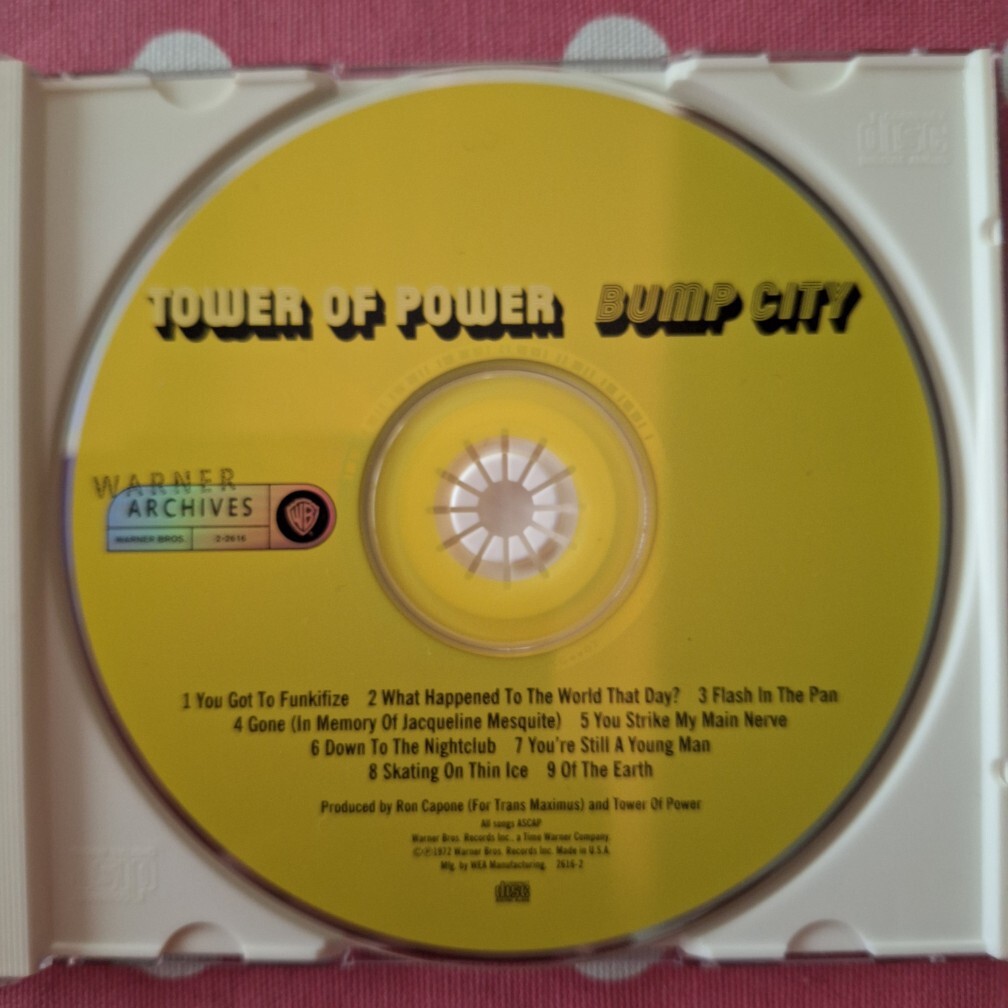 TOWER OF POWER BUMP CITY
WARNER
ARCHIVES
WARNER BROS. 2-2616
WB
1 You Got To Funkifize 2 What Happened To The World That Day? 3 Flash In The Pan
4 Gone (In Memory Of Jacqueline Mesquite) 5 You Strike My Main Nerve
6 Down To The Nightclub 7 You're Still A Young Man
8 Skating On Thin Ice 9 Of The Earth
Produced by Ron Capone (For Trans Maximus) and Tower Of Power
All songs ASCAP
Warner Bros. Records Inc., a Time Warner Company.
©℗1972 Warner Bros. Records Inc. Made in U.S.A.
Mfg. by WEA Manufacturing. 2616-2
disc
disc